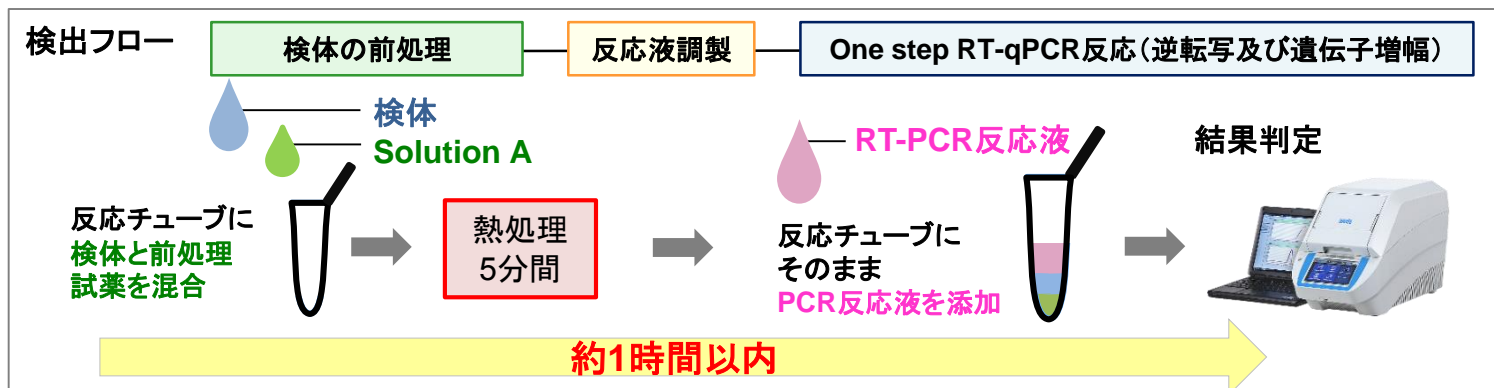 検出フロー
検体の前処理
反応液調製
One step RT-qPCR反応(逆転写及び遺伝子増幅)
検体
Solution A
反応チューブに
検体と前処理
試薬を混合
熱処理
5分間
RT-PCR反応液
反応チューブに
そのまま
PCR反応液を添加
結果判定
約1時間以内